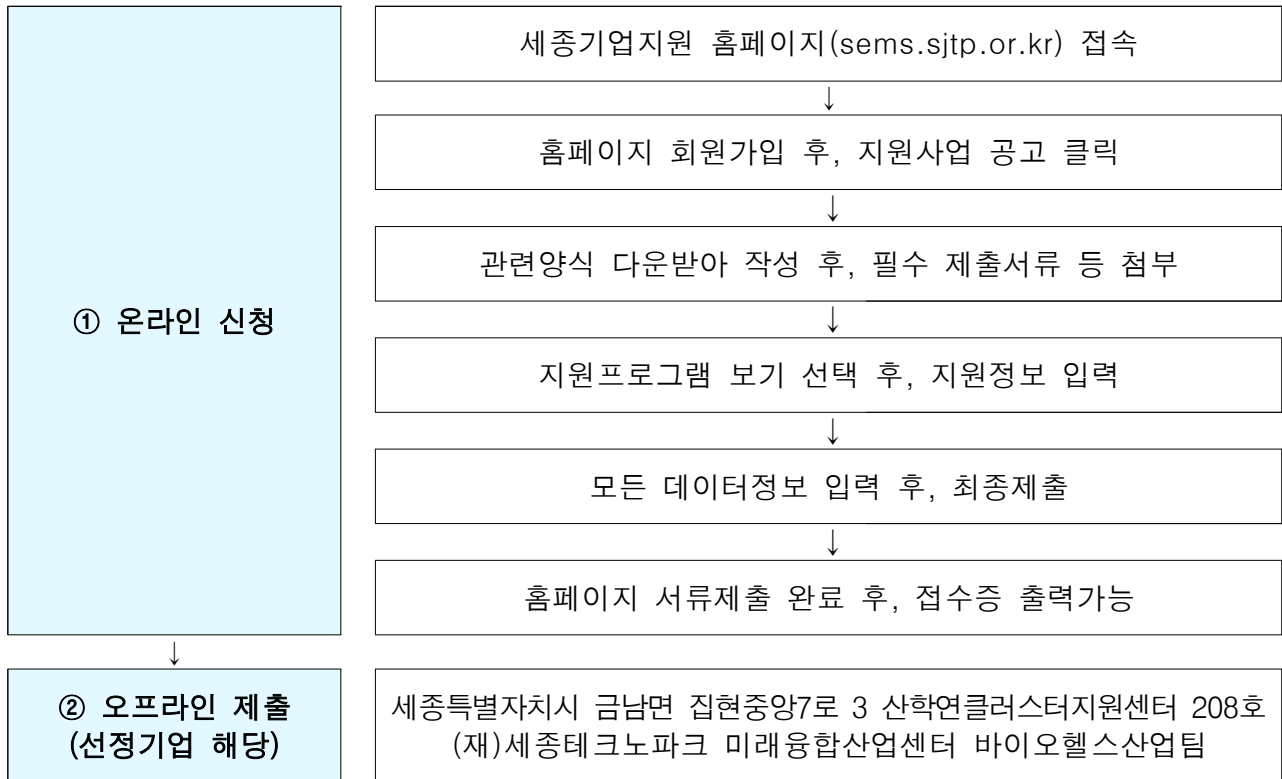 ① 온라인 신청
세종기업지원 홈페이지(sems.sjtp.or.kr) 접속
↓
홈페이지 회원가입 후, 지원사업 공고 클릭
↓
관련양식 다운받아 작성 후, 필수 제출서류 등 첨부
↓
지원프로그램 보기 선택 후, 지원정보 입력
↓
모든 데이터정보 입력 후, 최종제출
↓
홈페이지 서류제출 완료 후, 접수증 출력가능
↓
② 오프라인 제출
(선정기업 해당)
세종특별자치시 금남면 집현중앙7로 3 산학연클러스터지원센터 208호
(재)세종테크노파크 미래융합산업센터 바이오헬스산업팀